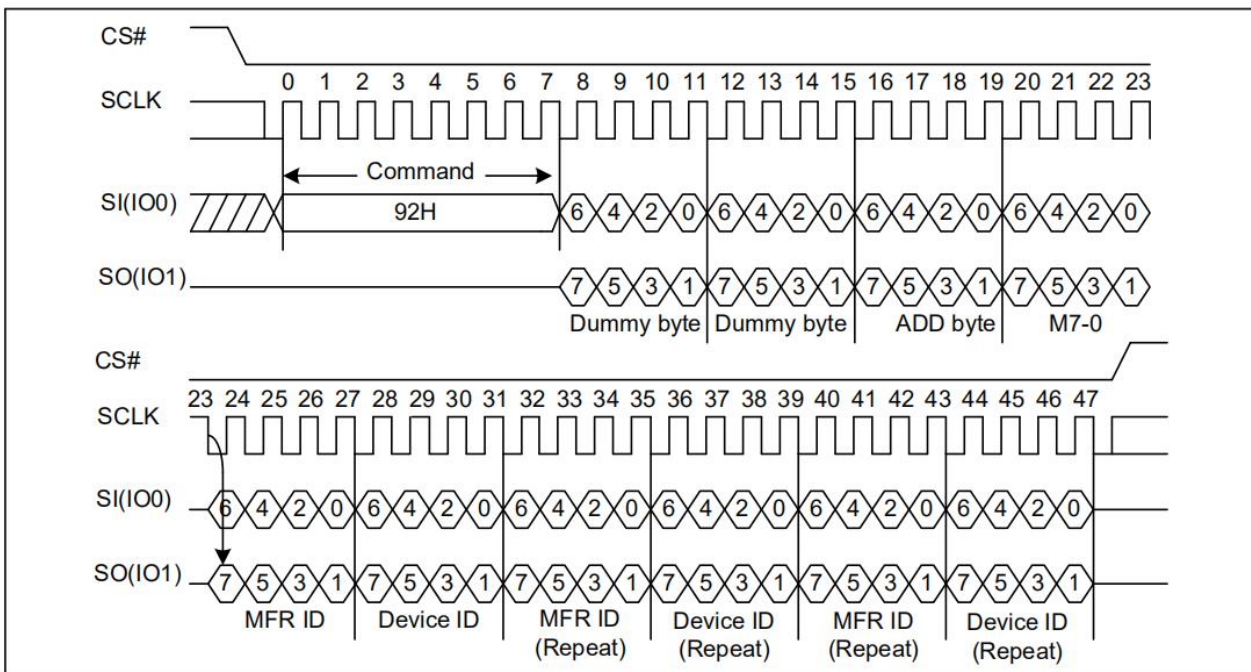 CS#
0 1 2 3 4 5 6 7 8 9 10 11 12 13 14 15 16 17 18 19 20 21 22 23
SCLK
Command
SI(IO0) 92H 6 4 2 0 6 4 2 0 6 4 2 0 6 4 2 0
SO(IO1) 7 5 3 1 7 5 3 1 7 5 3 1 7 5 3 1
Dummy byte Dummy byte ADD byte M7-0
CS#
23 24 25 26 27 28 29 30 31 32 33 34 35 36 37 38 39 40 41 42 43 44 45 46 47
SCLK
SI(IO0) 6 4 2 0 6 4 2 0 6 4 2 0 6 4 2 0 6 4 2 0 6 4 2 0
SO(IO1) 7 5 3 1 7 5 3 1 7 5 3 1 7 5 3 1 7 5 3 1 7 5 3 1
MFR ID Device ID MFR ID Device ID MFR ID Device ID
(Repeat) (Repeat) (Repeat) (Repeat)